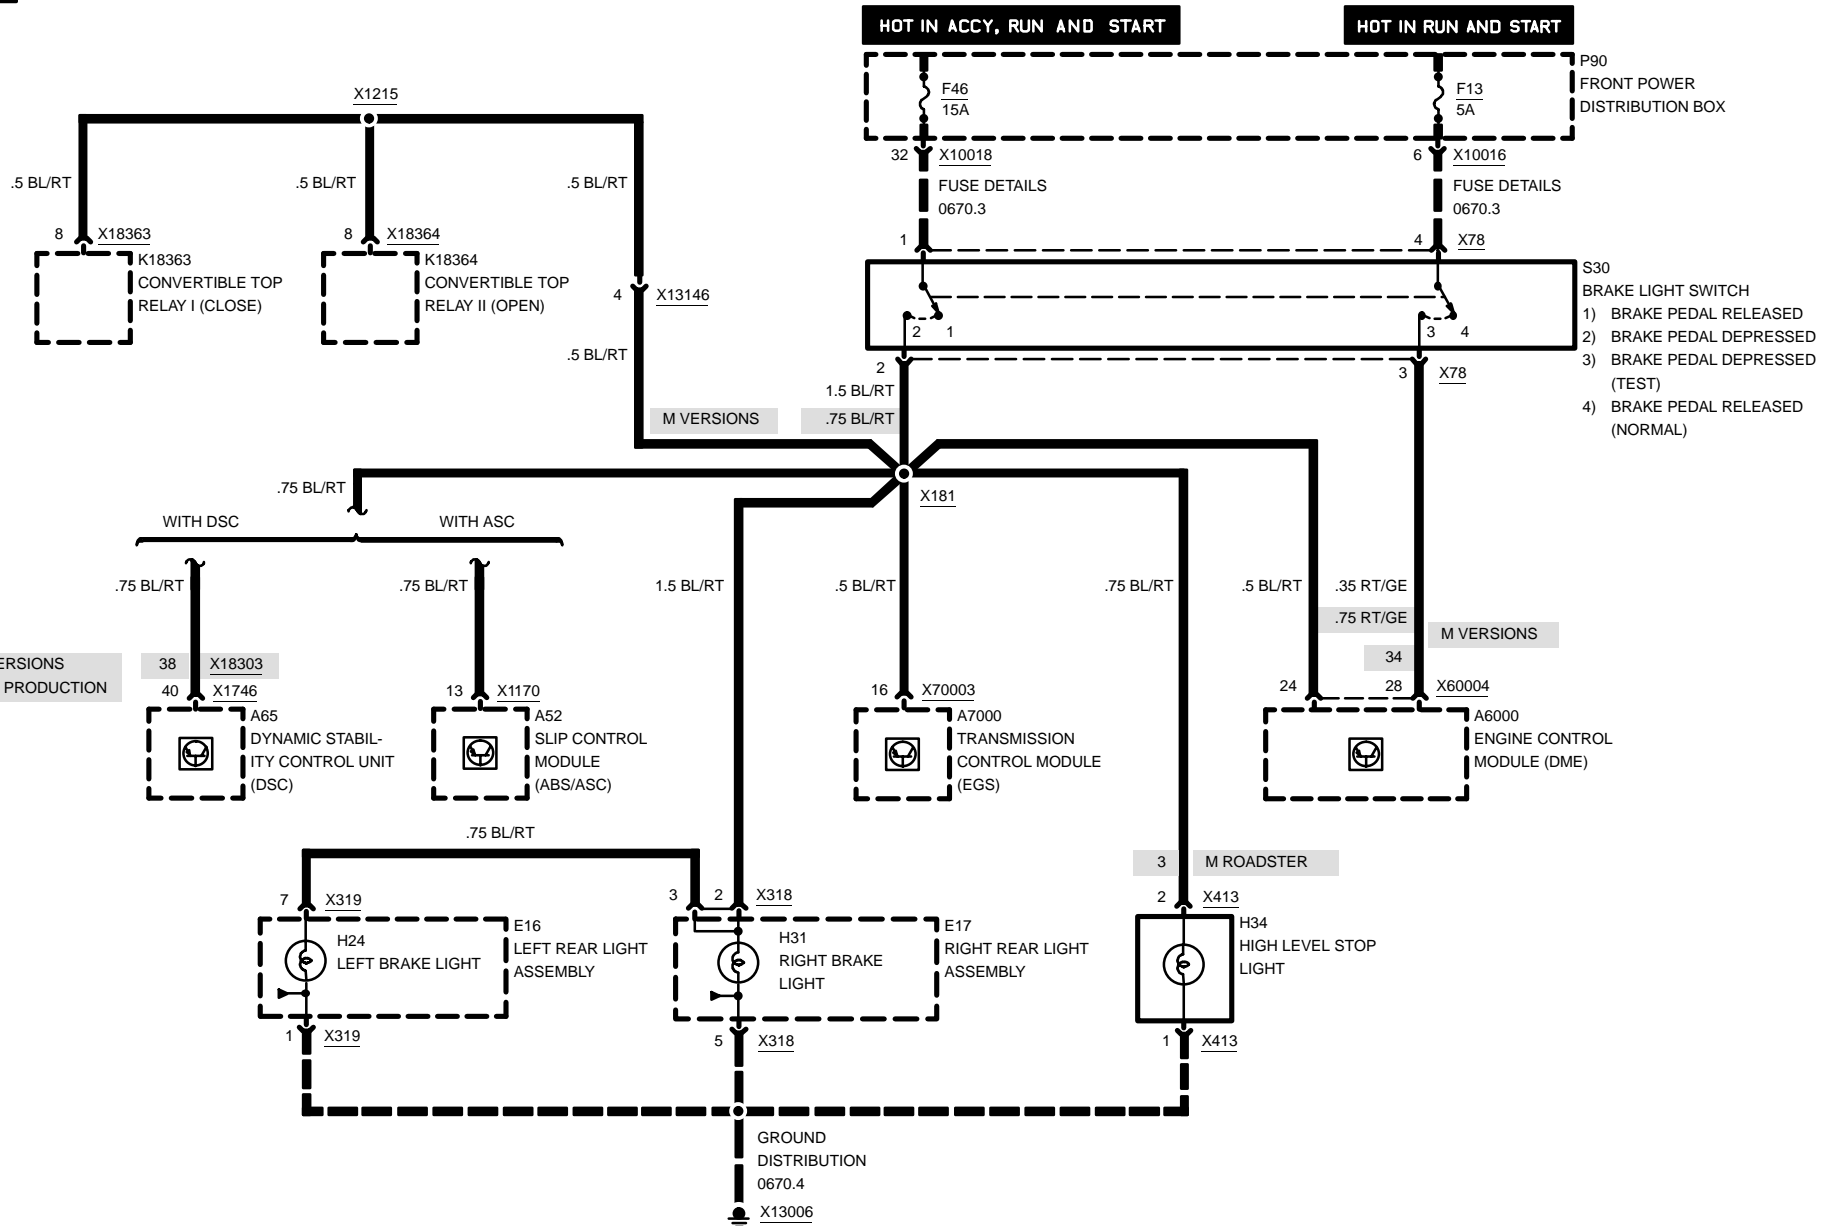 HOT IN ACCY, RUN AND START
HOT IN RUN AND START
P90
FRONT POWER
DISTRIBUTION BOX
F46
15A
F13
5A
X1215
32 X10018
6 X10016
.5 BL/RT
.5 BL/RT
.5 BL/RT
FUSE DETAILS
0670.3
FUSE DETAILS
0670.3
8 X18363
8 X18364
1
4 X78
K18363
CONVERTIBLE TOP
RELAY I (CLOSE)
K18364
CONVERTIBLE TOP
RELAY II (OPEN)
4 X13146
S30
BRAKE LIGHT SWITCH
1) BRAKE PEDAL RELEASED
2) BRAKE PEDAL DEPRESSED
3) BRAKE PEDAL DEPRESSED
(TEST)
4) BRAKE PEDAL RELEASED
(NORMAL)
2 1
3 4
.5 BL/RT
2
3 X78
1.5 BL/RT
M VERSIONS
.75 BL/RT
X181
.75 BL/RT
WITH DSC
WITH ASC
.75 BL/RT
.75 BL/RT
1.5 BL/RT
.5 BL/RT
.75 BL/RT
.5 BL/RT
.35 RT/GE
.75 RT/GE
M VERSIONS
34
ERSIONS
PRODUCTION
38 X18303
40 X1746
13 X1170
16 X70003
24
28 X60004
A65
DYNAMIC STABIL-
ITY CONTROL UNIT
(DSC)
A52
SLIP CONTROL
MODULE
(ABS/ASC)
A7000
TRANSMISSION
CONTROL MODULE
(EGS)
A6000
ENGINE CONTROL
MODULE (DME)
.75 BL/RT
3 M ROADSTER
7 X319
3
2 X318
2 X413
H24
LEFT BRAKE LIGHT
E16
LEFT REAR LIGHT
ASSEMBLY
H31
RIGHT BRAKE
LIGHT
E17
RIGHT REAR LIGHT
ASSEMBLY
H34
HIGH LEVEL STOP
LIGHT
1 X319
5 X318
1 X413
GROUND
DISTRIBUTION
0670.4
X13006